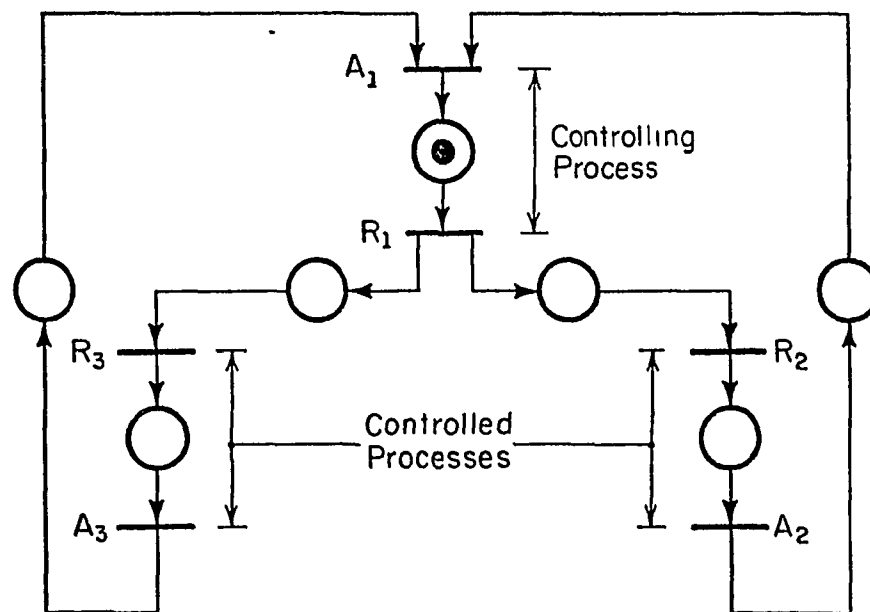 A₁
Controlling
Process
R₁
R₃
R₂
Controlled
Processes
A₃
A₂